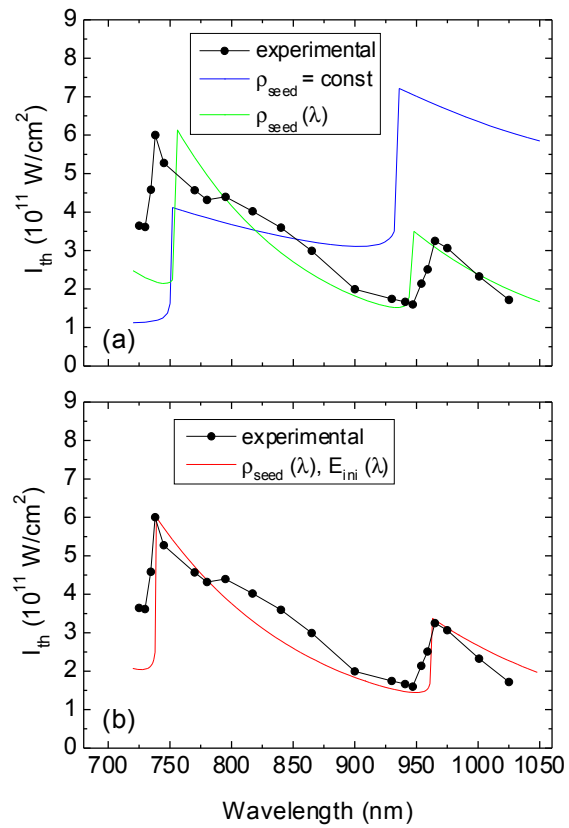 9
8
7
6
5
4
3
2
1
0
I_th (10^11 W/cm^2)
experimental
ρ_seed = const
ρ_seed (λ)
(a)
9
8
7
6
5
4
3
2
1
0
I_th (10^11 W/cm^2)
experimental
ρ_seed (λ), E_ini (λ)
(b)
700 750 800 850 900 950 1000 1050
Wavelength (nm)